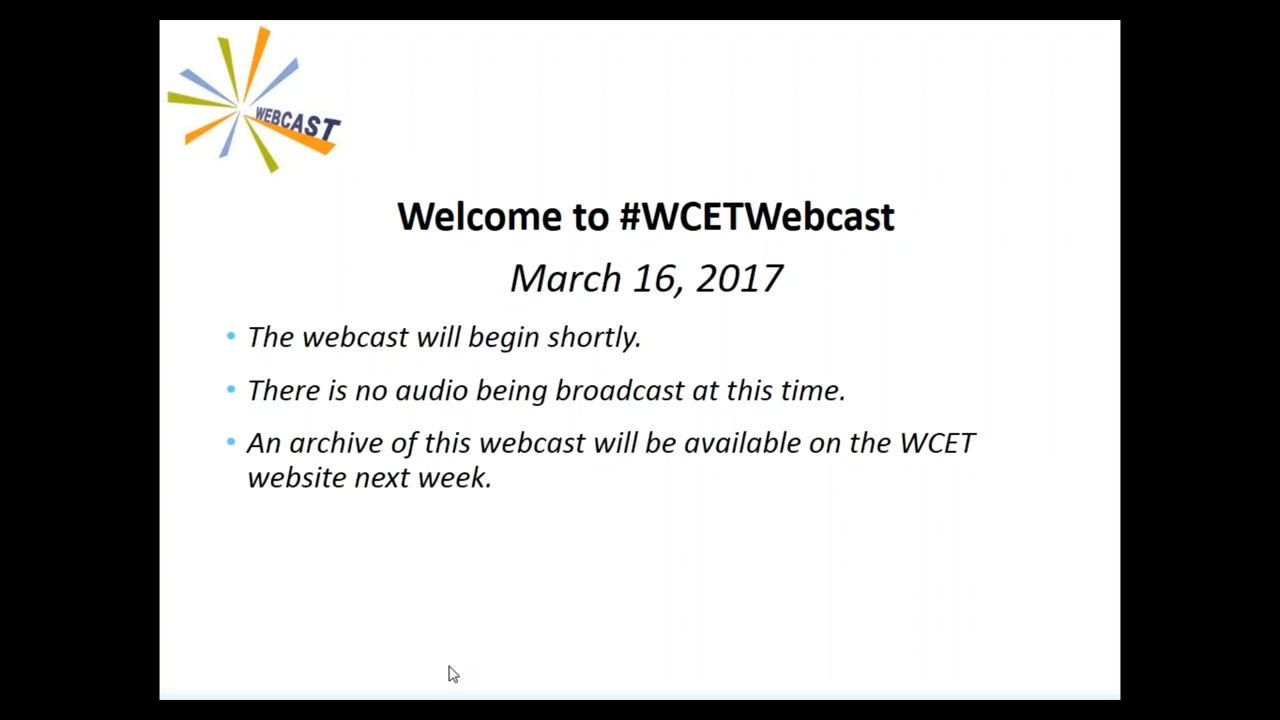 WEBCAST
Welcome to #WCETWebcast
March 16, 2017
• The webcast will begin shortly.
• There is no audio being broadcast at this time.
• An archive of this webcast will be available on the WCET
website next week.